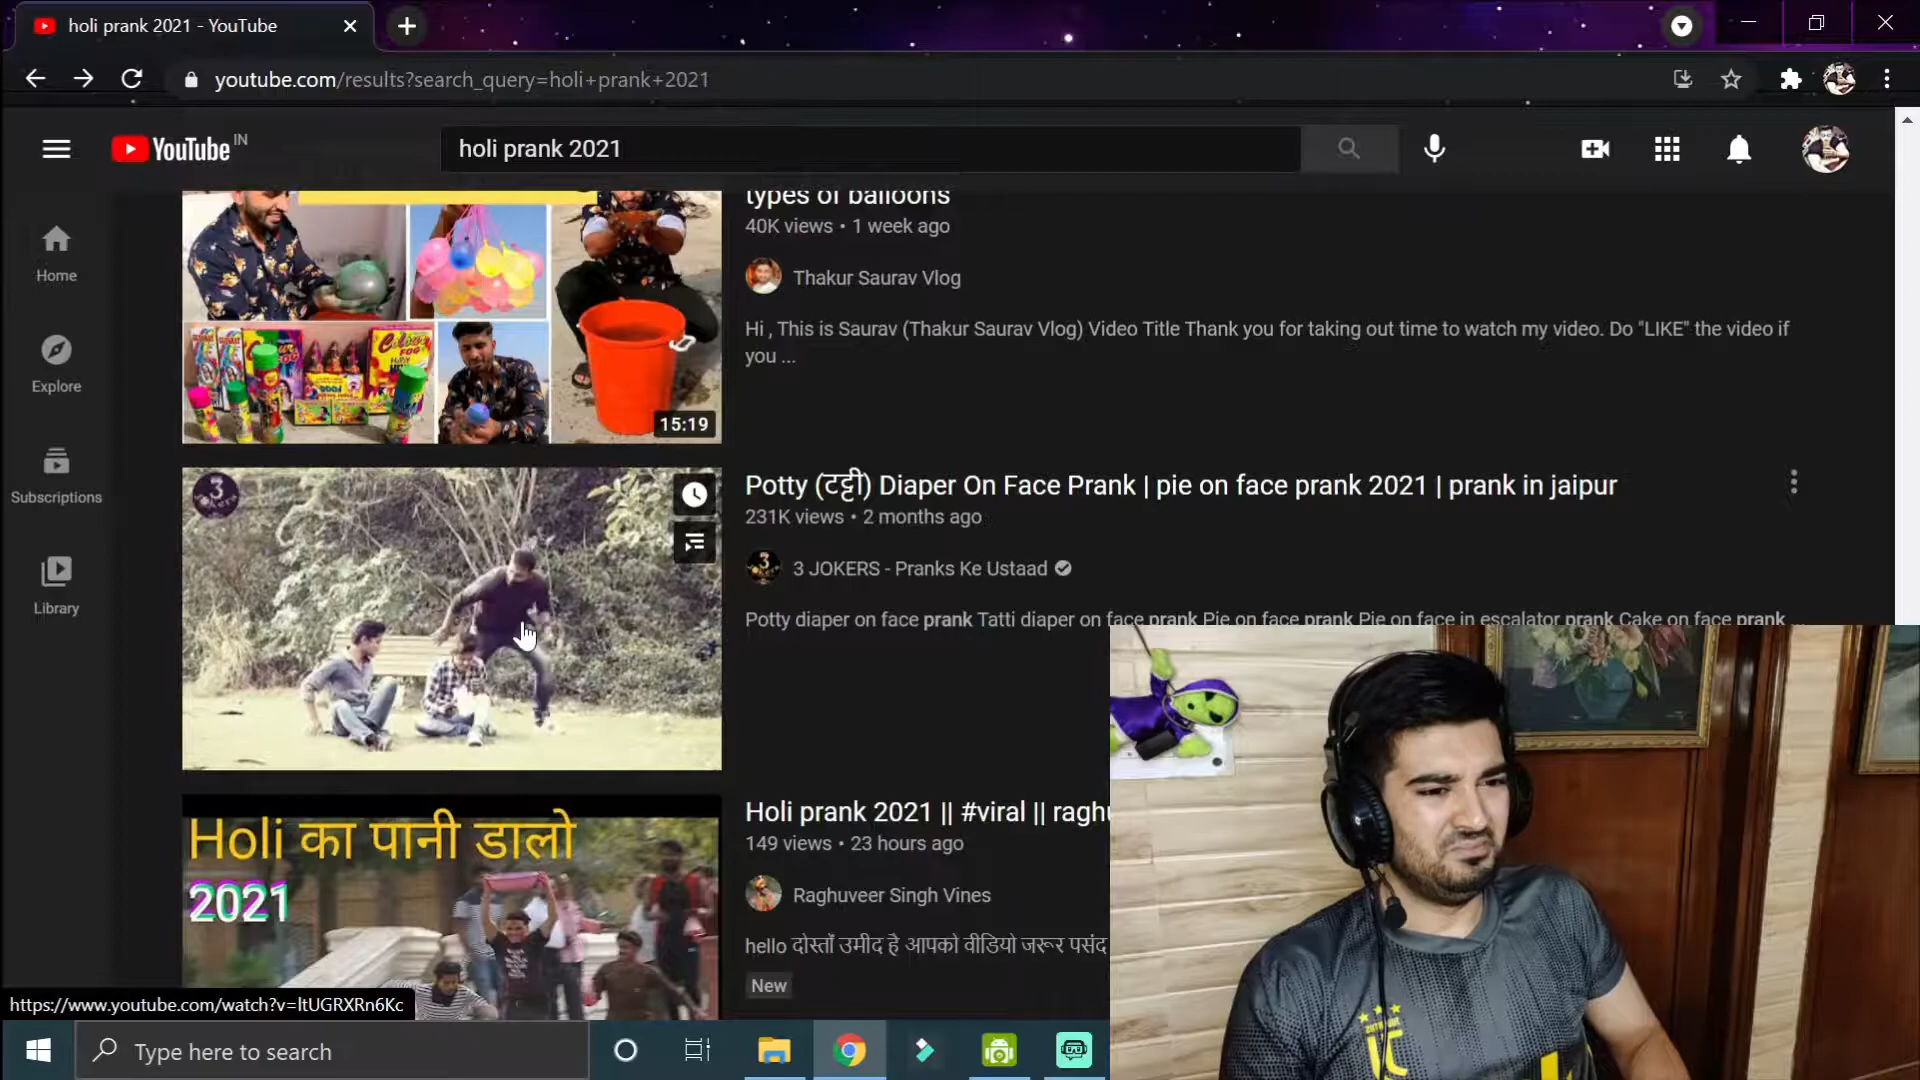 holi prank 2021 - YouTube
youtube.com/results?search_query=holi+prank+2021
YouTube IN
holi prank 2021
Home
Explore
Subscriptions
Library
types of balloons
40K views • 1 week ago
Thakur Saurav Vlog
Hi , This is Saurav (Thakur Saurav Vlog) Video Title Thank you for taking out time to watch my video. Do "LIKE" the video if
you ...
15:19
Potty (टट्टी) Diaper On Face Prank | pie on face prank 2021 | prank in jaipur
231K views • 2 months ago
3 JOKERS - Pranks Ke Ustaad
Potty diaper on face prank Tatti diaper on face prank Pie on face prank Pie on face in escalator prank Cake on face prank
Holi का पानी डालो
2021
Holi prank 2021 || #viral ||
149 views • 23 hours ago
Raghuveer Singh Vines
hello दोस्तों उमीद है आपको वीडियो जरूर पसंद
New
https://www.youtube.com/watch?v=ltUGRXRn6Kc
Type here to search